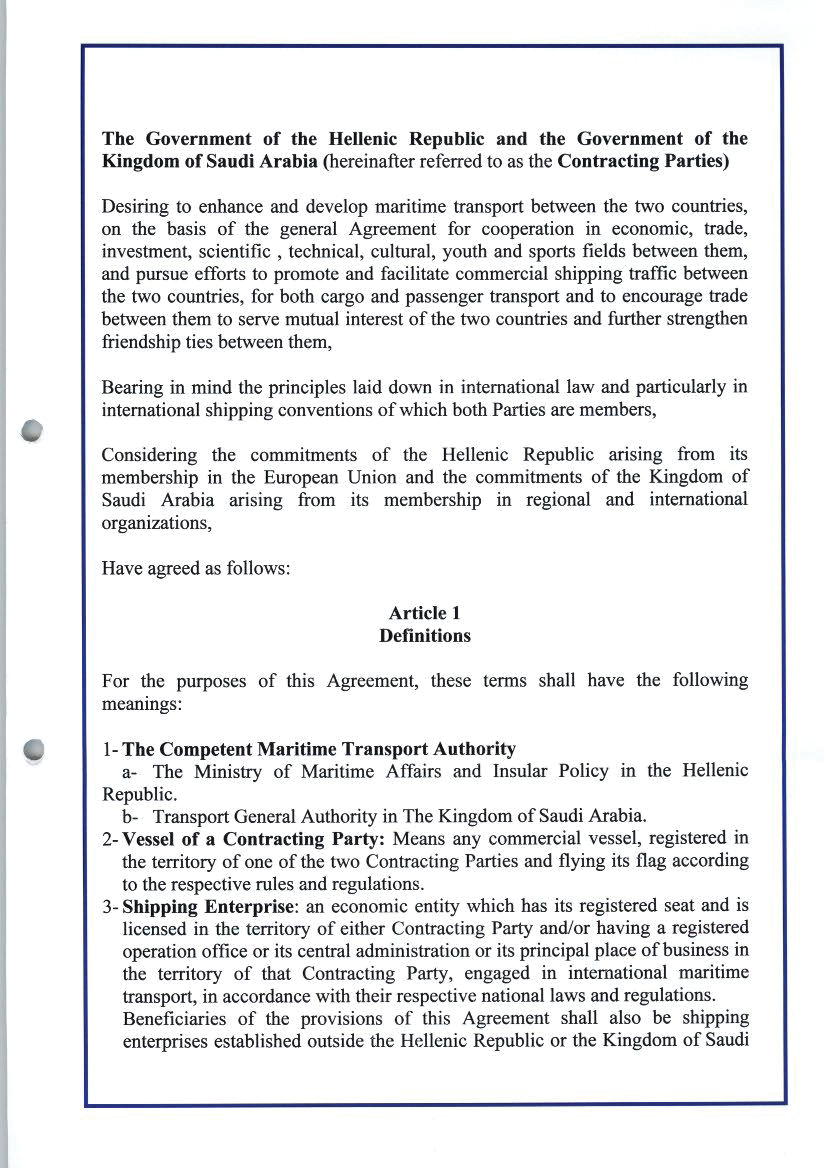 The Government of the Hellenic Republic and the Government of the
Kingdom of Saudi Arabia (hereinafter referred to as the Contracting Parties)
Desiring to enhance and develop maritime transport between the two countries,
on the basis of the general Agreement for cooperation in economic, trade,
investment, scientific , technical, cultural, youth and sports fields between them,
and pursue efforts to promote and facilitate commercial shipping traffic between
the two countries, for both cargo and passenger transport and to encourage trade
between them to serve mutual interest of the two countries and further strengthen
friendship ties between them,
Bearing in mind the principles laid down in international law and particularly in
international shipping conventions of which both Parties are members,
Considering the commitments of the Hellenic Republic arising from its
membership in the European Union and the commitments of the Kingdom of
Saudi Arabia arising from its membership in regional and international
organizations,
Have agreed as follows:
Article 1
Definitions
For the purposes of this Agreement, these terms shall have the following
meanings:
1- The Competent Maritime Transport Authority
a- The Ministry of Maritime Affairs and Insular Policy in the Hellenic
Republic.
b- Transport General Authority in The Kingdom of Saudi Arabia.
2- Vessel of a Contracting Party: Means any commercial vessel, registered in
the territory of one of the two Contracting Parties and flying its flag according
to the respective rules and regulations.
3- Shipping Enterprise: an economic entity which has its registered seat and is
licensed in the territory of either Contracting Party and/or having a registered
operation office or its central administration or its principal place of business in
the territory of that Contracting Party, engaged in international maritime
transport, in accordance with their respective national laws and regulations.
Beneficiaries of the provisions of this Agreement shall also be shipping
enterprises established outside the Hellenic Republic or the Kingdom of Saudi